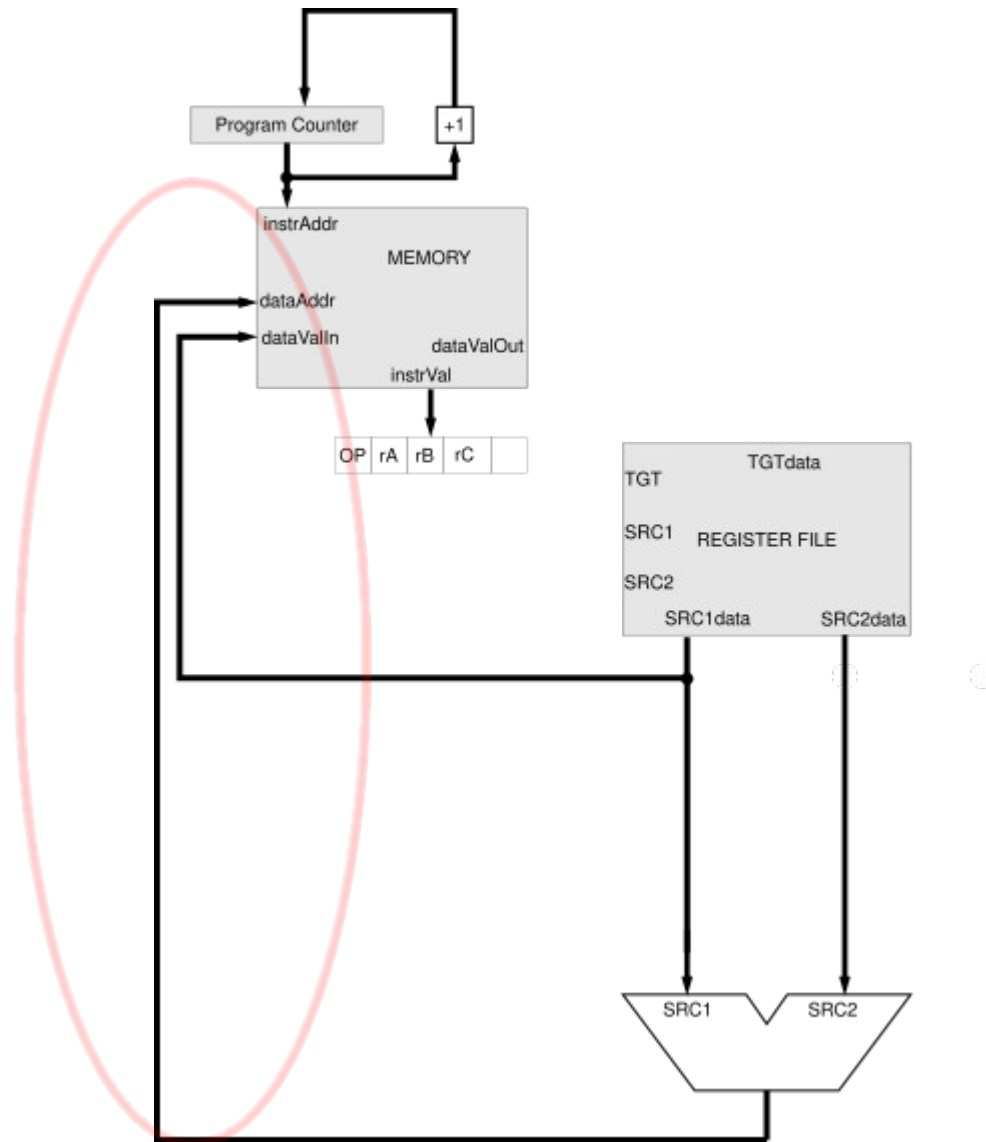 Program Counter
+1
instrAddr
MEMORY
dataAddr
dataValIn
dataValOut
instrVal
OP rA rB rC
TGTdata
TGT
SRC1
REGISTER FILE
SRC2
SRC1data
SRC2data
SRC1
SRC2